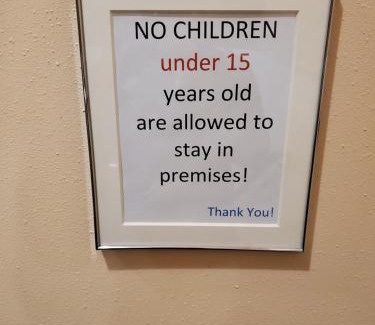 NO CHILDREN
under 15
years old
are allowed to
stay in
premises!
Thank You!